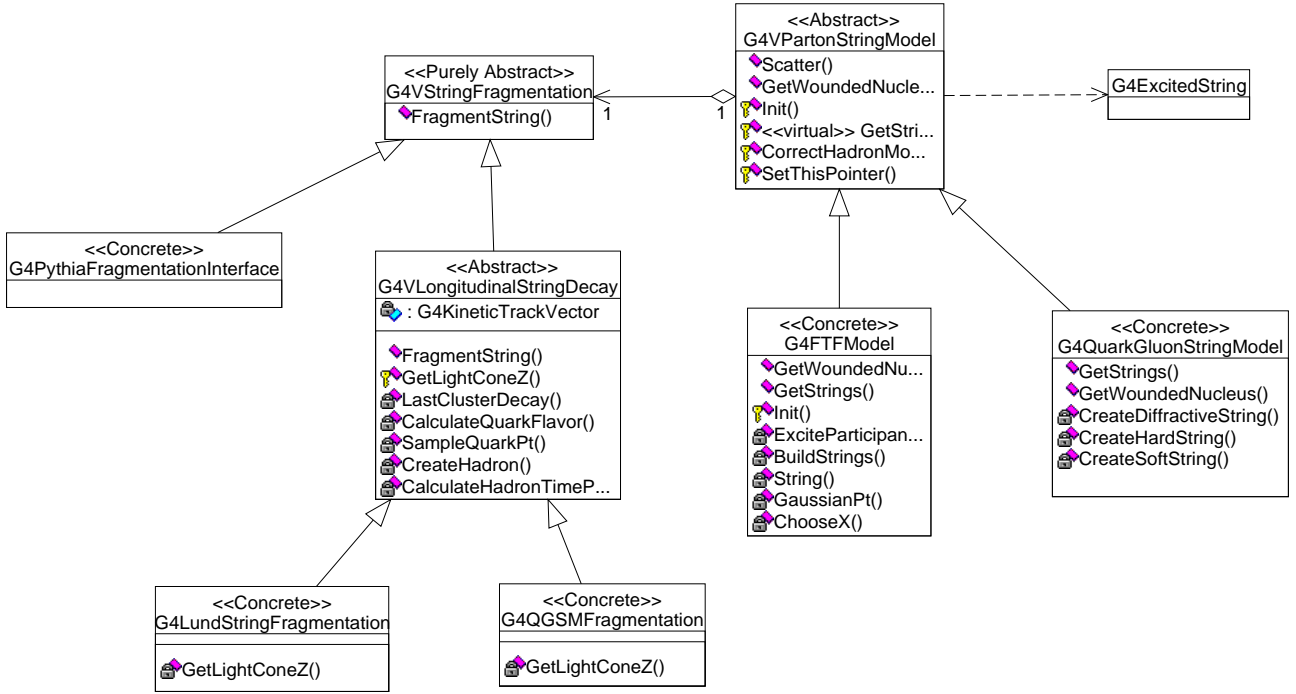 <<Abstract>>
G4VPartonStringModel
Scatter()
GetWoundedNucle...
Init()
<<virtual>> GetStri...
CorrectHadronMo...
SetThisPointer()
<<Purely Abstract>>
G4VStringFragmentation
FragmentString()
1
1
G4ExcitedString
<<Concrete>>
G4PythiaFragmentationInterface
<<Abstract>>
G4VLongitudinalStringDecay
: G4KineticTrackVector
FragmentString()
GetLightConeZ()
LastClusterDecay()
CalculateQuarkFlavor()
SampleQuarkPt()
CreateHadron()
CalculateHadronTimeP...
<<Concrete>>
G4FTFModel
GetWoundedNu...
GetStrings()
Init()
ExciteParticipan...
BuildStrings()
String()
GaussianPt()
ChooseX()
<<Concrete>>
G4QuarkGluonStringModel
GetStrings()
GetWoundedNucleus()
CreateDiffractiveString()
CreateHardString()
CreateSoftString()
<<Concrete>>
G4LundStringFragmentation
GetLightConeZ()
<<Concrete>>
G4QGSMFragmentation
GetLightConeZ()